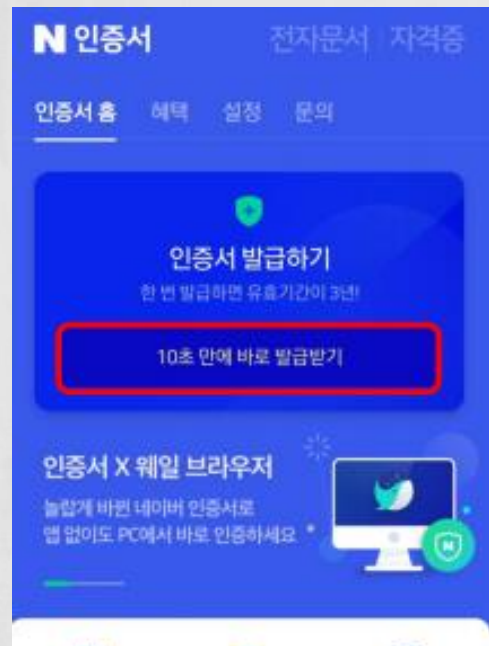 N 인증서
전자문서 자격증
인증서 홈 혜택 설정 문의
인증서 발급하기
한 번 발급하면 유효기간이 3년!
10초 만에 바로 발급받기
인증서 X 웨일 브라우저
놀랍게 바뀐 네이버 인증서로
앱 없이도 PC에서 바로 인증하세요
N